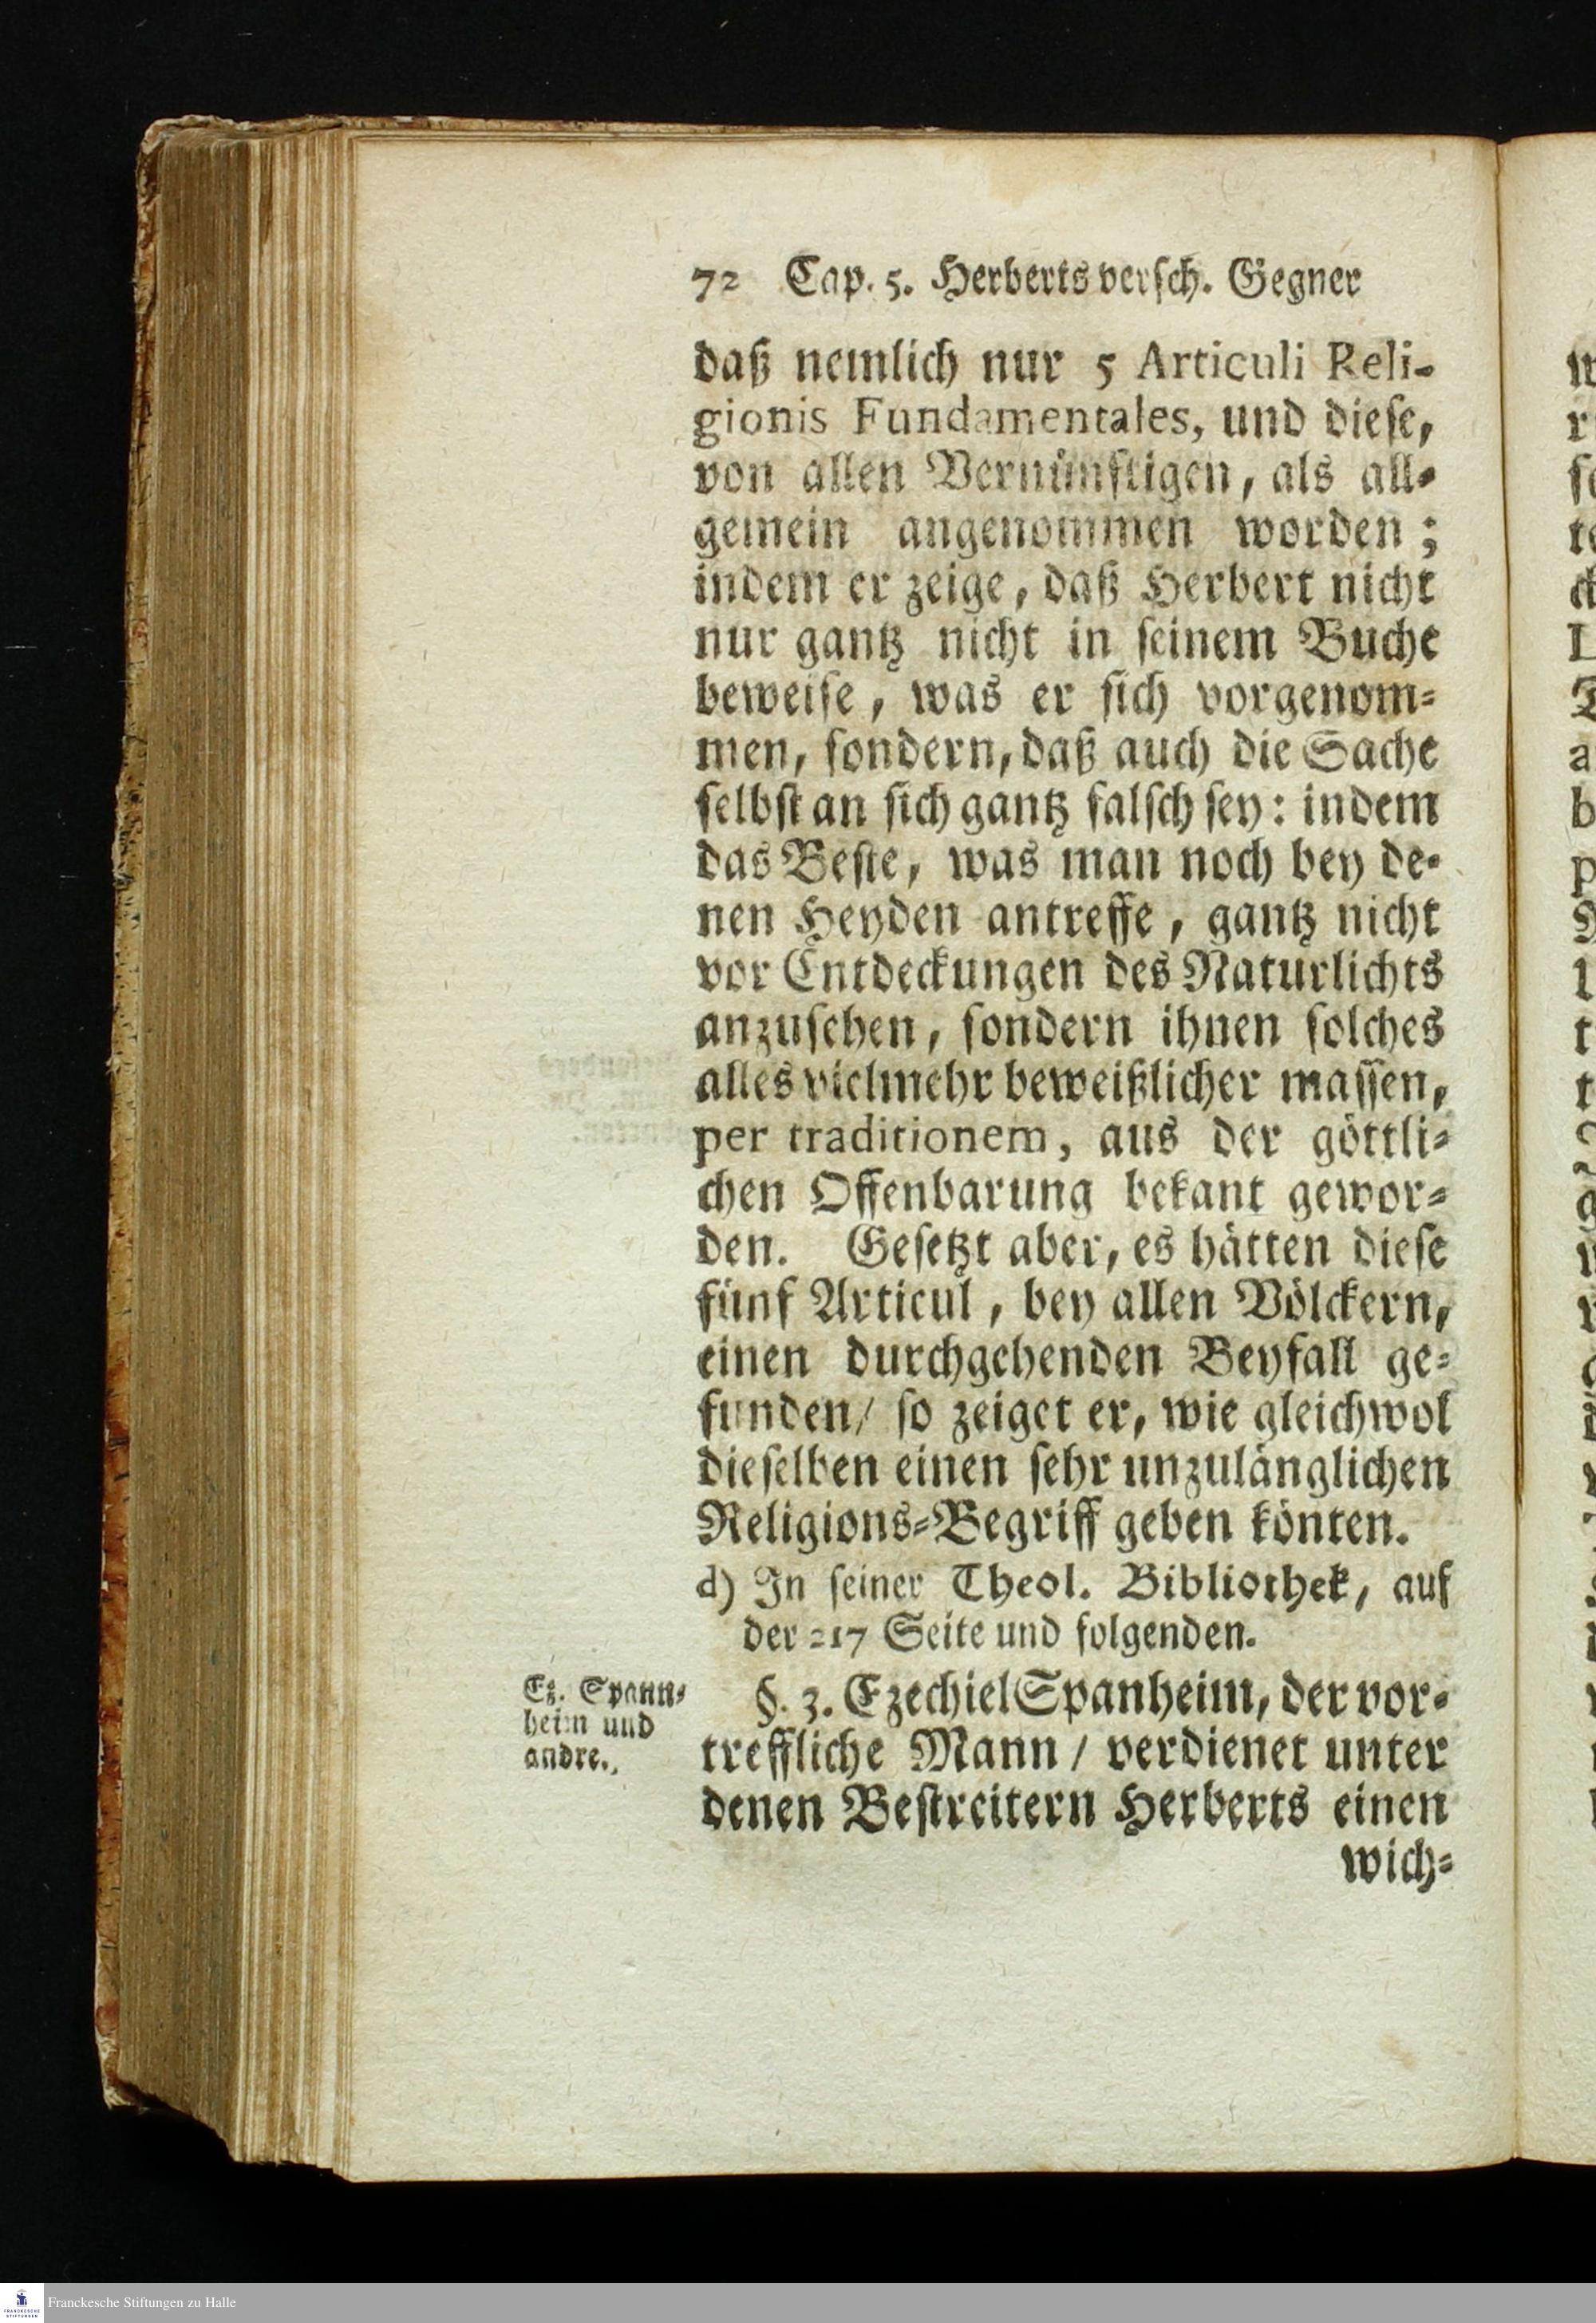 72 Cap. 5. Herberts versch. Gegner
daß nemlich nur 5 Articuli Reli-
gionis Fundamentales, und diese,
von allen Vernünftigen, als all-
gemein angenommen worden;
indem er zeige, daß Herbert nicht
nur gantz nicht in seinem Buche
beweise, was er sich vorgenom-
men, sondern, daß auch die Sache
selbst an sich gantz falsch sey: indem
das Beste, was man noch bey de-
nen Heyden antreffe, gantz nicht
vor Entdeckungen des Naturlichts
anzusehen, sondern ihnen solches
alles vielmehr beweißlicher massen,
per traditionem, aus der göttli-
chen Offenbarung bekant gewor-
den. Gesetzt aber, es hätten diese
fünf Articul, bey allen Völckern,
einen durchgehenden Beyfall ge-
funden/ so zeiget er, wie gleichwol
dieselben einen sehr unzulänglichen
Religions-Begriff geben könten.
d) In seiner Theol. Bibliothek, auf
der 217 Seite und folgenden.
Ez. Spann-
heim und
andre.
§. 3. Ezechiel Spanheim, der vor-
treffliche Mann / verdienet unter
denen Bestreitern Herberts einen
wich-
Franckesche Stiftungen zu Halle